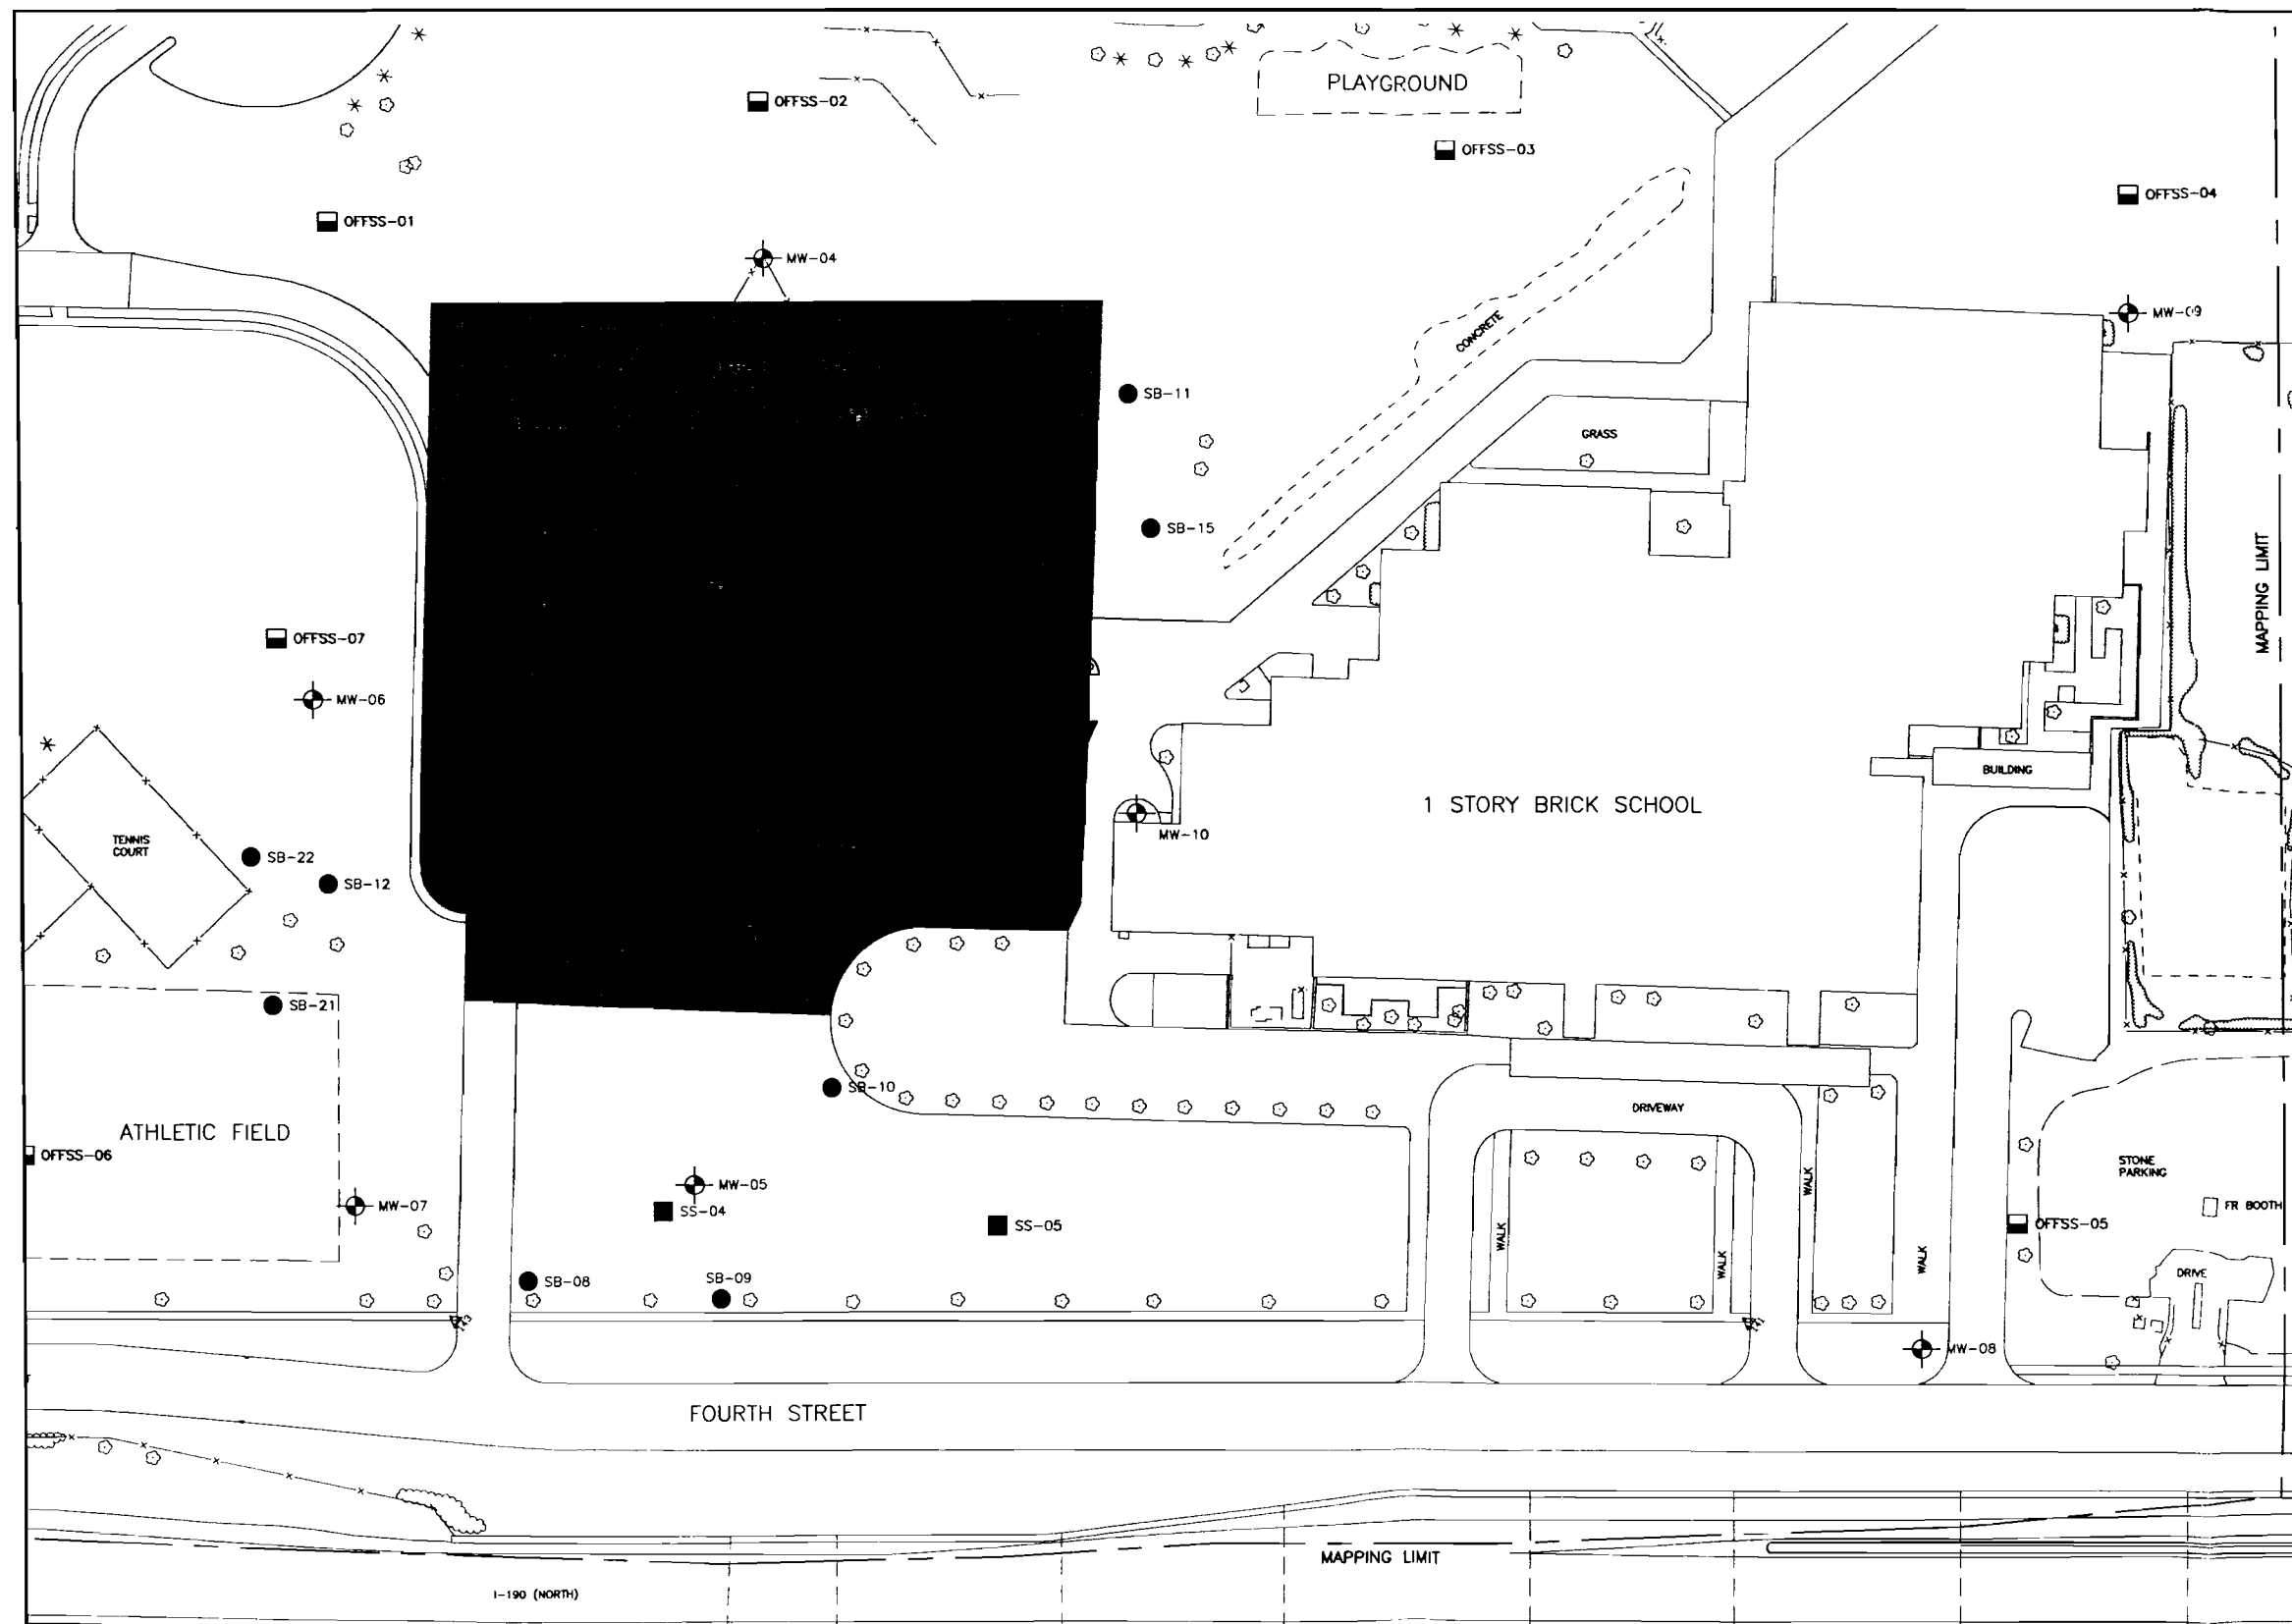 PLAYGROUND
OFFSS-02
OFFSS-03
OFFSS-04
OFFSS-01
MW-04
MW-09
CONCRETE
SB-11
GRASS
SB-15
MAPPING LIMIT
OFFSS-07
MW-06
BUILDING
1 STORY BRICK SCHOOL
MW-10
TENNIS
COURT
SB-22
SB-12
SB-21
SB-10
DRIVEWAY
ATHLETIC FIELD
OFFSS-06
STONE
PARKING
MW-05
WALK
MW-07
SS-04
SS-05
FR BOOTH
OFFSS-05
WALK
WALK
WALK
DRIVE
SB-08
SB-09
MW-08
FOURTH STREET
MAPPING LIMIT
I-190 (NORTH)